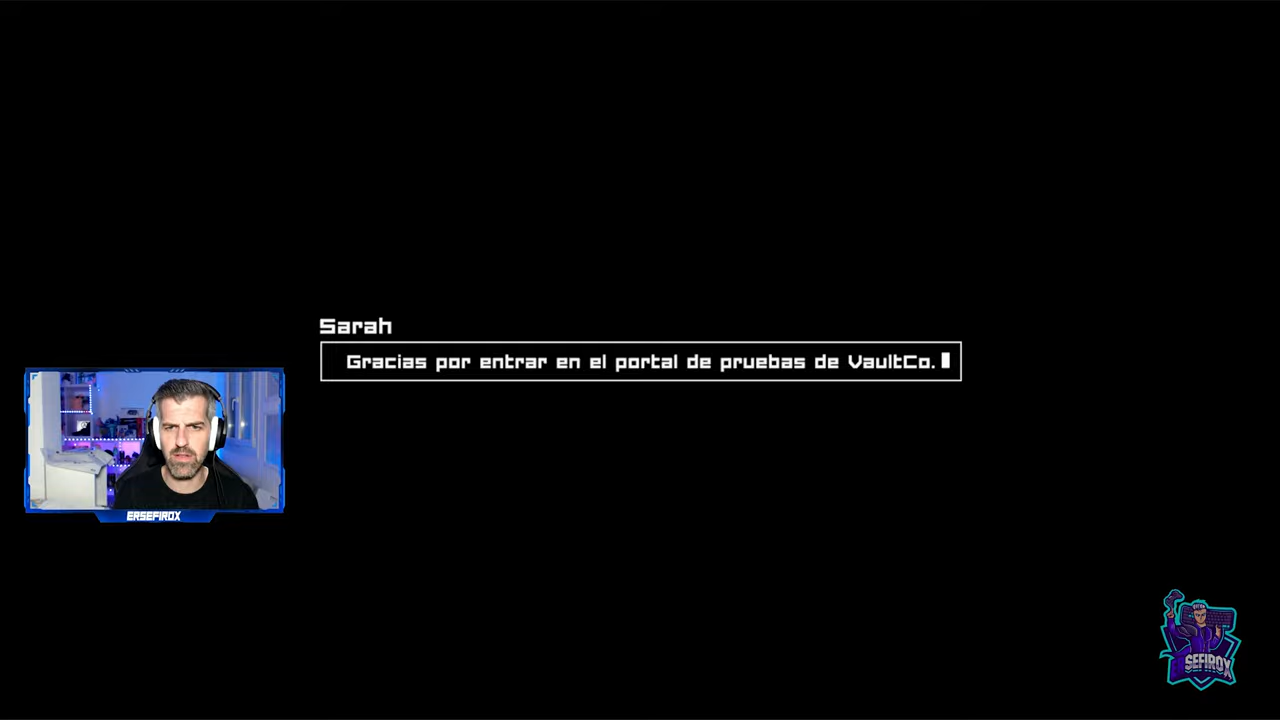 Sarah
Gracias por entrar en el portal de pruebas de VaultCo.
ERSEFIROX
SEFIROX